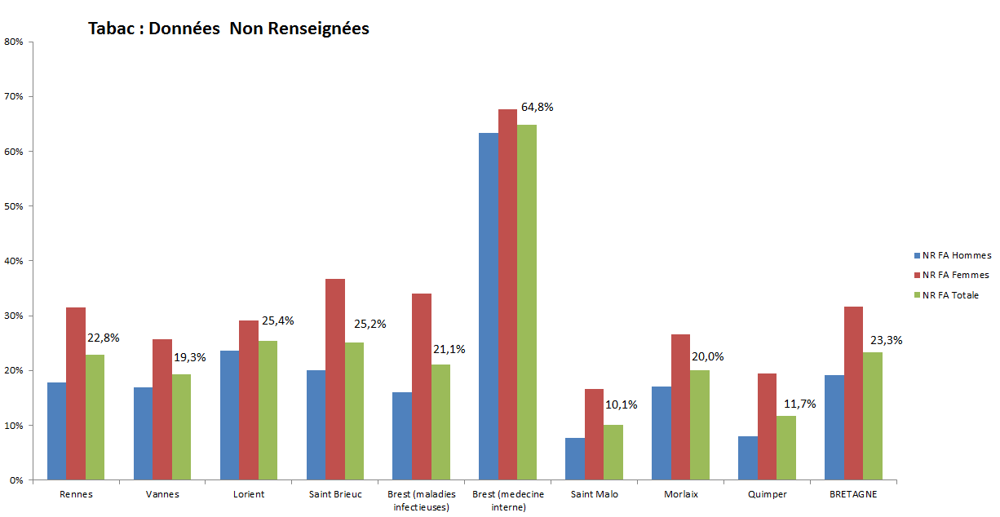 Tabac : Données  Non Renseignées
80%
70%
60%
50%
40%
30%
20%
10%
0%
22,8%
19,3%
25,4%
25,2%
21,1%
64,8%
10,1%
20,0%
11,7%
23,3%
Rennes
Vannes
Lorient
Saint Brieuc
Brest (maladies
infectieuses)
Brest (medecine
interne)
Saint Malo
Morlaix
Quimper
BRETAGNE
NR FA Hommes
NR FA Femmes
NR FA Totale